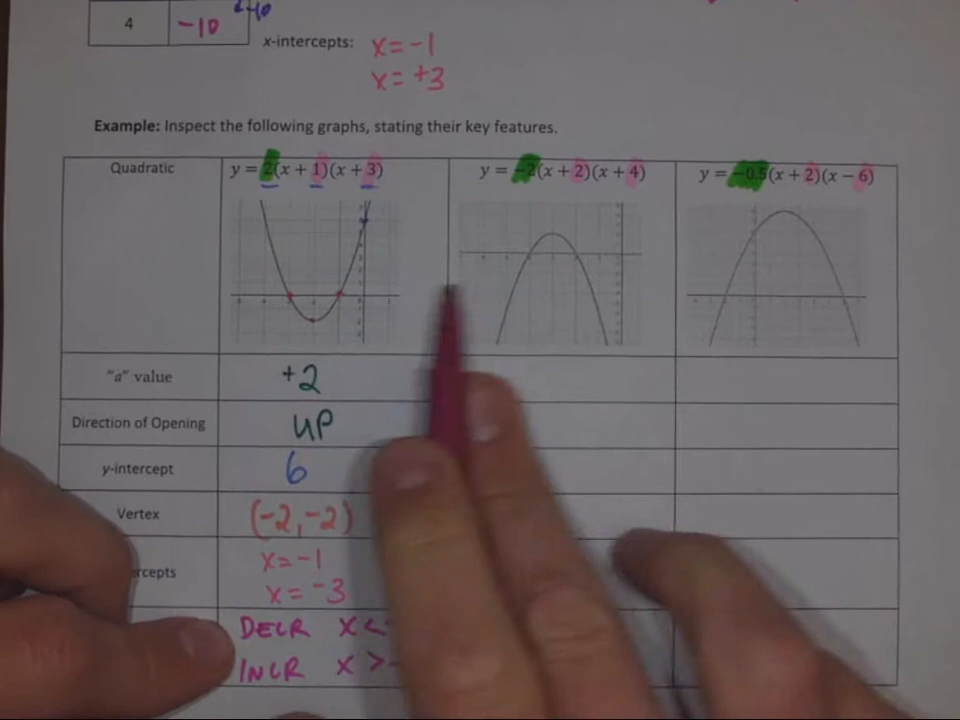 4 -10
x-intercepts: x=-1
x=+3
Example: Inspect the following graphs, stating their key features.
Quadratic y = 2(x + 1)(x + 3) y = -2(x + 2)(x + 4) y = -0.5(x + 2)(x - 6)
"a" value +2
Direction of Opening UP
y-intercept 6
Vertex (-2,-2)
x=-1
x=-3
DECR x<
INCR x>